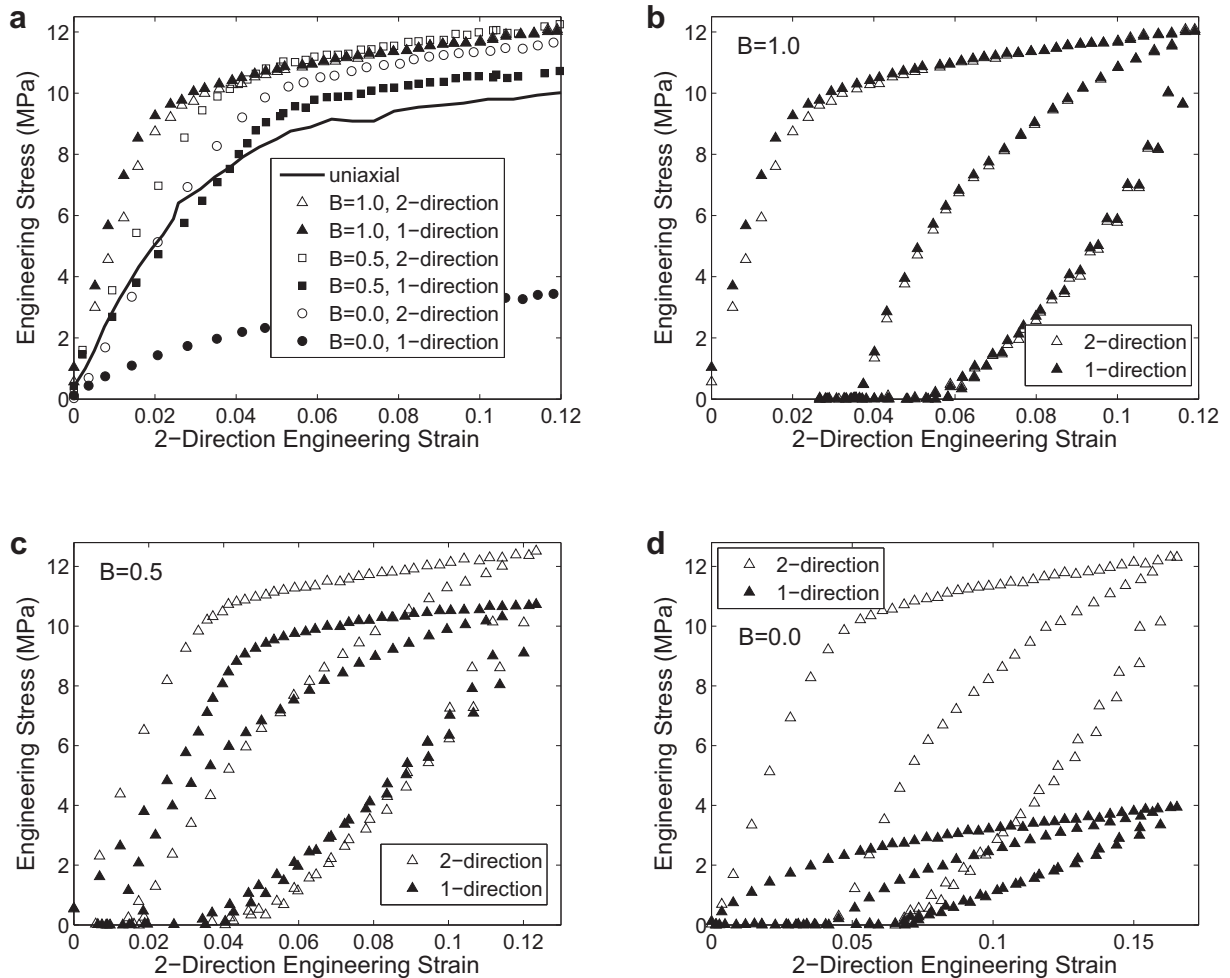 a
Engineering Stress (MPa)
12
10
8
6
4
2
0
0 0.02 0.04 0.06 0.08 0.1 0.12
2−Direction Engineering Strain
uniaxial
B=1.0, 2−direction
B=1.0, 1−direction
B=0.5, 2−direction
B=0.5, 1−direction
B=0.0, 2−direction
B=0.0, 1−direction
b
B=1.0
Engineering Stress (MPa)
12
10
8
6
4
2
0
0 0.02 0.04 0.06 0.08 0.1 0.12
2−Direction Engineering Strain
2−direction
1−direction
c
B=0.5
Engineering Stress (MPa)
12
10
8
6
4
2
0
0 0.02 0.04 0.06 0.08 0.1 0.12
2−Direction Engineering Strain
2−direction
1−direction
d
2−direction
1−direction
B=0.0
Engineering Stress (MPa)
12
10
8
6
4
2
0
0 0.05 0.1 0.15
2−Direction Engineering Strain